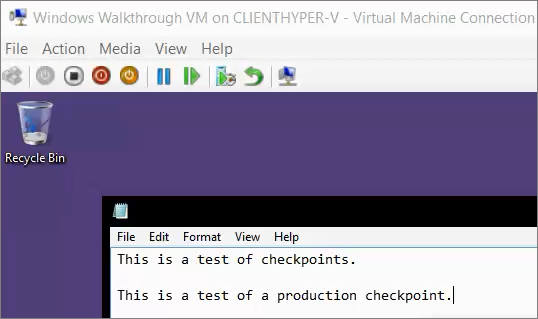 Windows Walkthrough VM on CLIENTHYPER-V - Virtual Machine Connection
File Action Media View Help
Recycle Bin
File Edit Format View Help
This is a test of checkpoints.
This is a test of a production checkpoint.